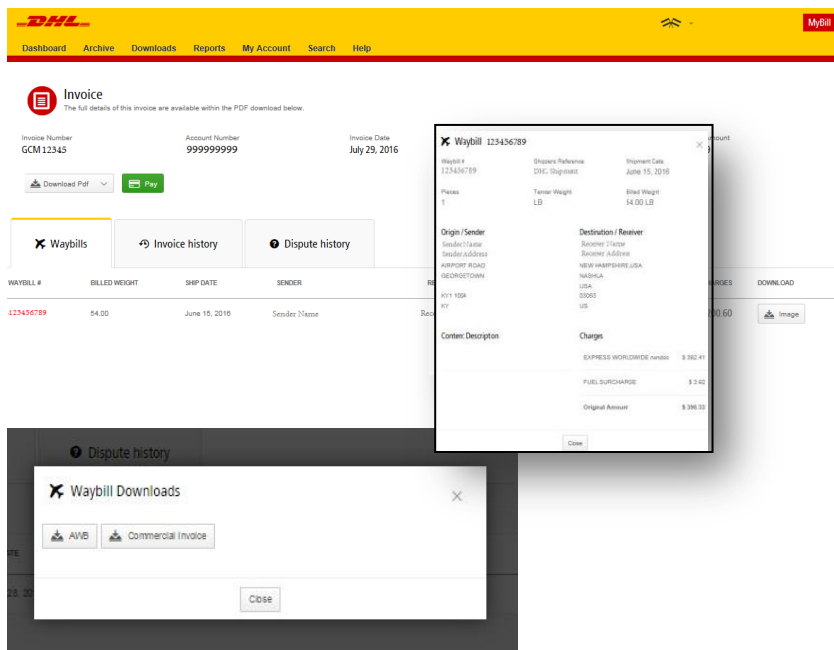 DHL
MyBill
Dashboard Archive Downloads Reports My Account Search Help
Invoice
The full details of this invoice are available within the PDF download below.
Invoice Number Account Number Invoice Date
GCM 12345 999999999 July 29, 2016
Download Pdf Pay
Waybills Invoice history Dispute history
WAYBILL # BILLED WEIGHT SHIP DATE SENDER DOWNLOAD
123456789 54.00 June 15, 2016 Sender Name Image
Waybill 123456789
Waybill # Shippers Reference Shipment Date
123456789 DHL Shipment June 15, 2016
Pieces Tender Weight Billed Weight
1 LB 54.00 LB
Origin / Sender Destination / Receiver
Sender Name Receiver Name
Sender Address Receiver Address
AIRPORT ROAD NEW HAMPSHIRE,USA
GEORGETOWN NASHUA
USA
KY1 1004 03063
KY US
Content Description Charges
EXPRESS WORLDWIDE nondoc $ 392.41
FUEL SURCHARGE $ 3.92
Original Amount $ 396.33
Close
Dispute history
Waybill Downloads
AWB Commercial Invoice
Close